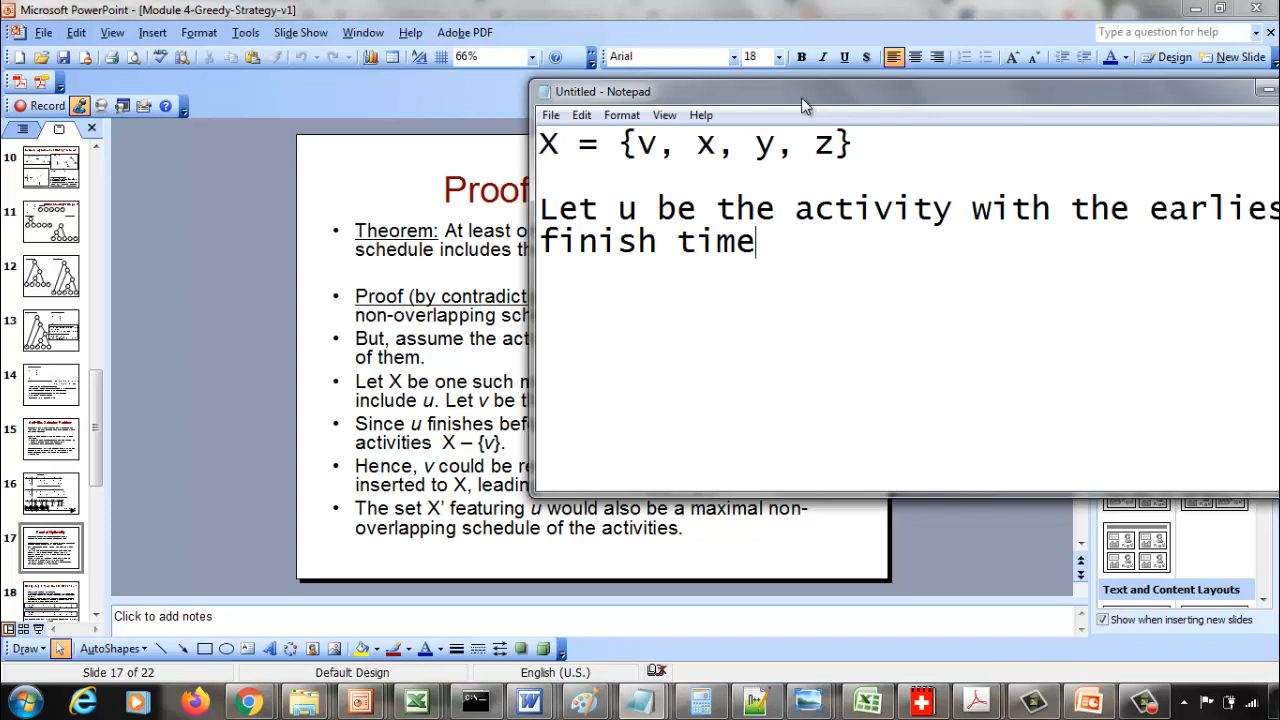 Microsoft PowerPoint - [Module 4-Greedy-Strategy-v1]
File Edit View Insert Format Tools Slide Show Window Help Adobe PDF
Type a question for help
66%
Arial
18
B I U S
A
Design
New Slide
Record
Untitled - Notepad
File Edit Format View Help
X = {v, x, y, z}
Let u be the activity with the earlies
finish time
10
11
12
13
14
15
16
17
18
Proof
• Theorem: At least o
schedule includes th
• Proof (by contradict
non-overlapping sch
• But, assume the act
of them.
• Let X be one such m
include u. Let v be t
• Since u finishes befo
activities X – {v}.
• Hence, v could be re
inserted to X, leadin
• The set X’ featuring u would also be a maximal non-
overlapping schedule of the activities.
Text and Content Layouts
Show when inserting new slides
Click to add notes
Draw AutoShapes
Slide 17 of 22
Default Design
English (U.S.)